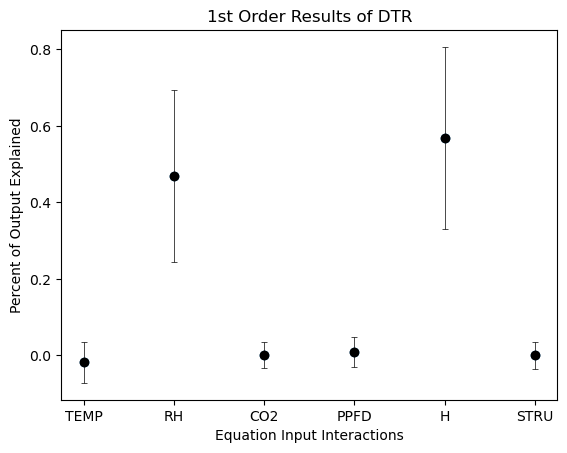 1st Order Results of DTR
Percent of Output Explained
0.8
0.6
0.4
0.2
0.0
TEMP RH CO2 PPFD H STRU
Equation Input Interactions